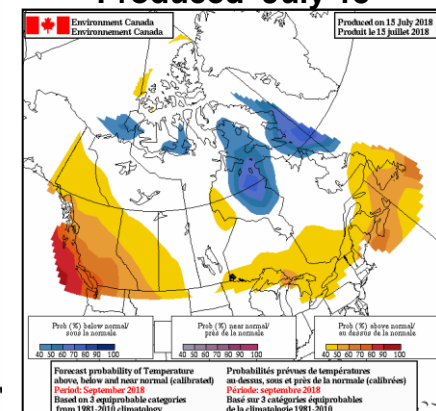 Produced July 15
Environment Canada
Environnement Canada
Produced on 15 July 2018
Produit le 15 juillet 2018
Prob (%) below normal/
sous la normale
40 50 60 70 80 90 100
Prob (%) near normal/
près de la normale
40 50 60 70 80 90 100
Prob (%) above normal/
au dessus de la normale
40 50 60 70 80 90 100
Forecast probability of Temperature
above, below and near normal (calibrated)
Period: September 2018
Based on 3 equiprobable categories
from 1981-2010 climatology
Probabilités prévues de températures
au-dessus, sous et près de la normale (calibrées)
Période: septembre 2018
Basé sur 3 catégories équiprobables
de la climatologie 1981-2010